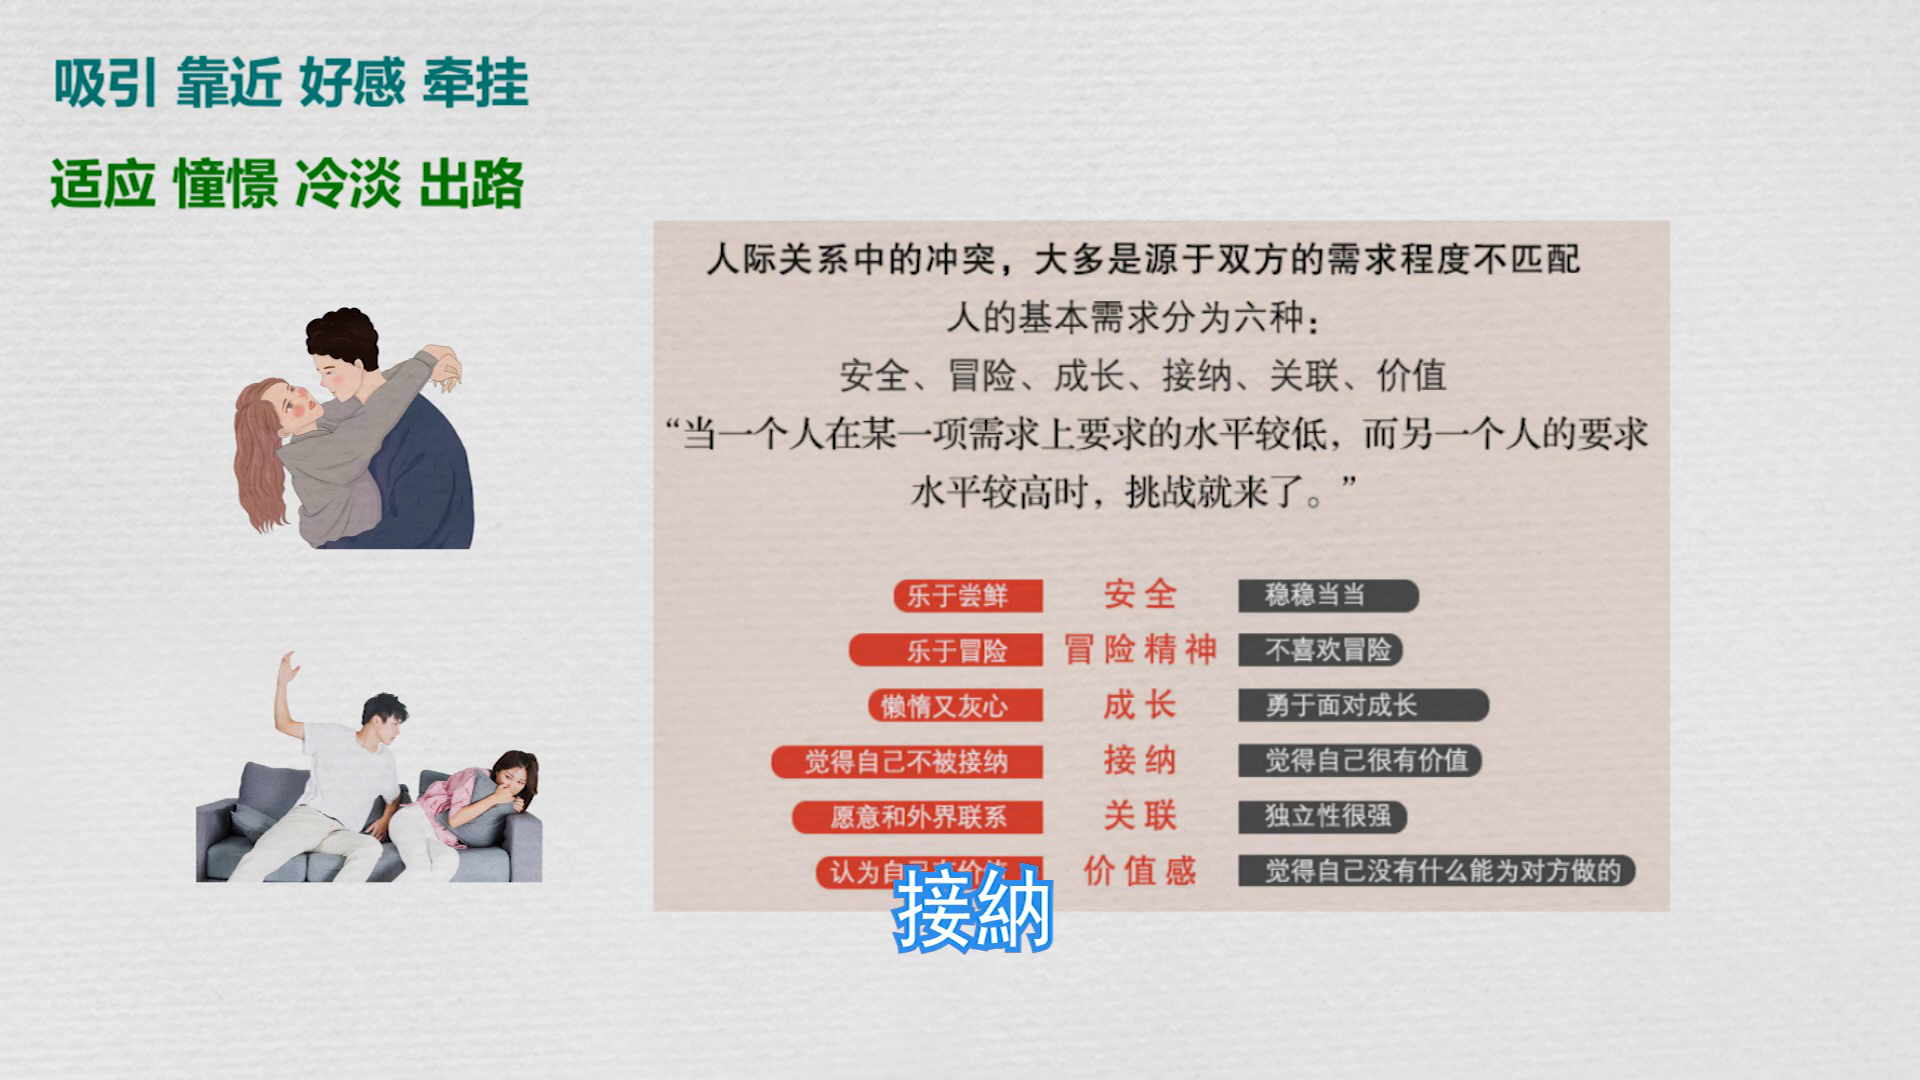 吸引 靠近 好感 牵挂
适应 憧憬 冷淡 出路
人际关系中的冲突，大多是源于双方的需求程度不匹配
人的基本需求分为六种：
安全、冒险、成长、接纳、关联、价值
“当一个人在某一项需求上要求的水平较低，而另一个人的要求
水平较高时，挑战就来了。”
乐于尝鲜 安全 稳稳当当
乐于冒险 冒险精神 不喜欢冒险
懒惰又灰心 成长 勇于面对成长
觉得自己不被接纳 接纳 觉得自己很有价值
愿意和外界联系 关联 独立性很强
认为自己 价值感 觉得自己没有什么能为对方做的
接納